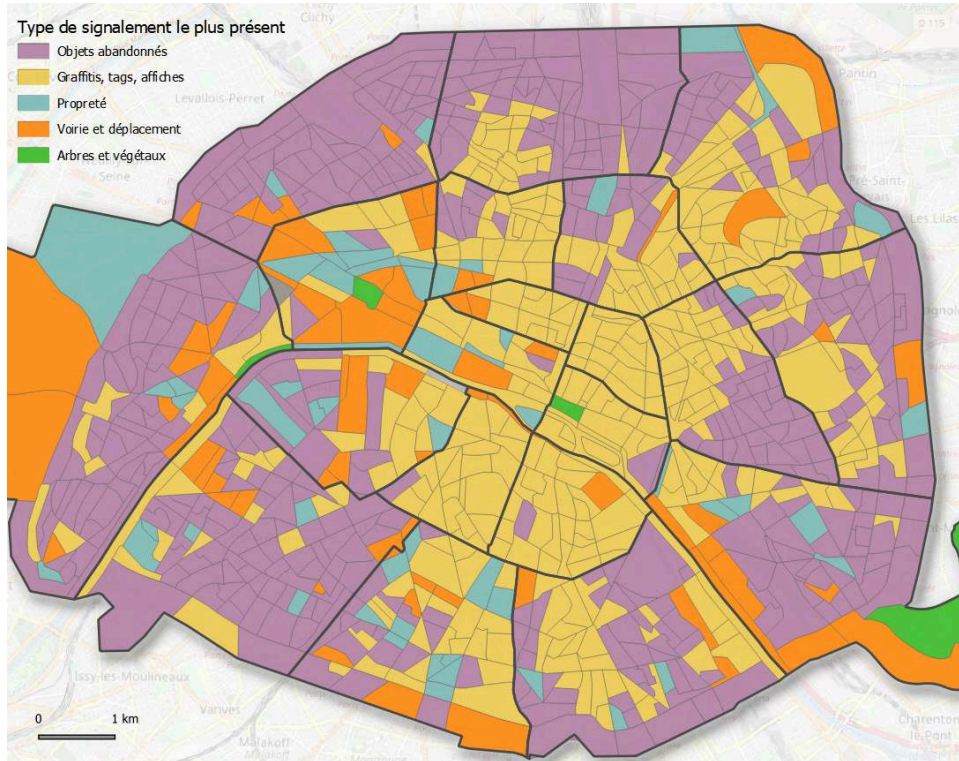 Type de signalement le plus présent
Objets abandonnés
Graffitis, tags, affiches
Propreté
Voirie et déplacement
Arbres et végétaux
Clichy
D 115
Levallois-Perret
Pantin
Seine
Pré-Saint-
Les Lilas
Issy-les-Moulineaux
Vanves
Malakoff
Charenton-
le-Pont
0 1 km